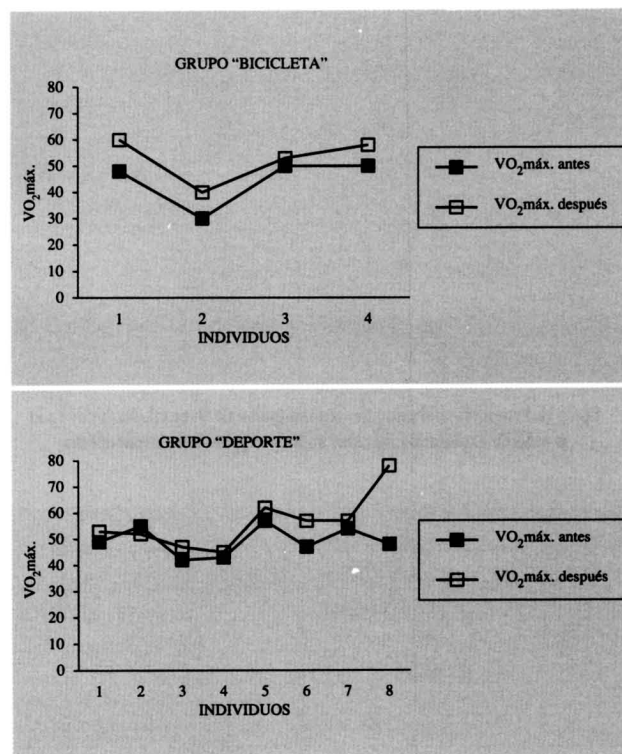 GRUPO “BICICLETA”
80
70
60
50
40
30
20
10
0
VO₂máx.
1 2 3 4
INDIVIDUOS
VO₂máx. antes
VO₂máx. después
GRUPO “DEPORTE”
80
70
60
50
40
30
20
10
0
VO₂máx.
1 2 3 4 5 6 7 8
INDIVIDUOS
VO₂máx. antes
VO₂máx. después